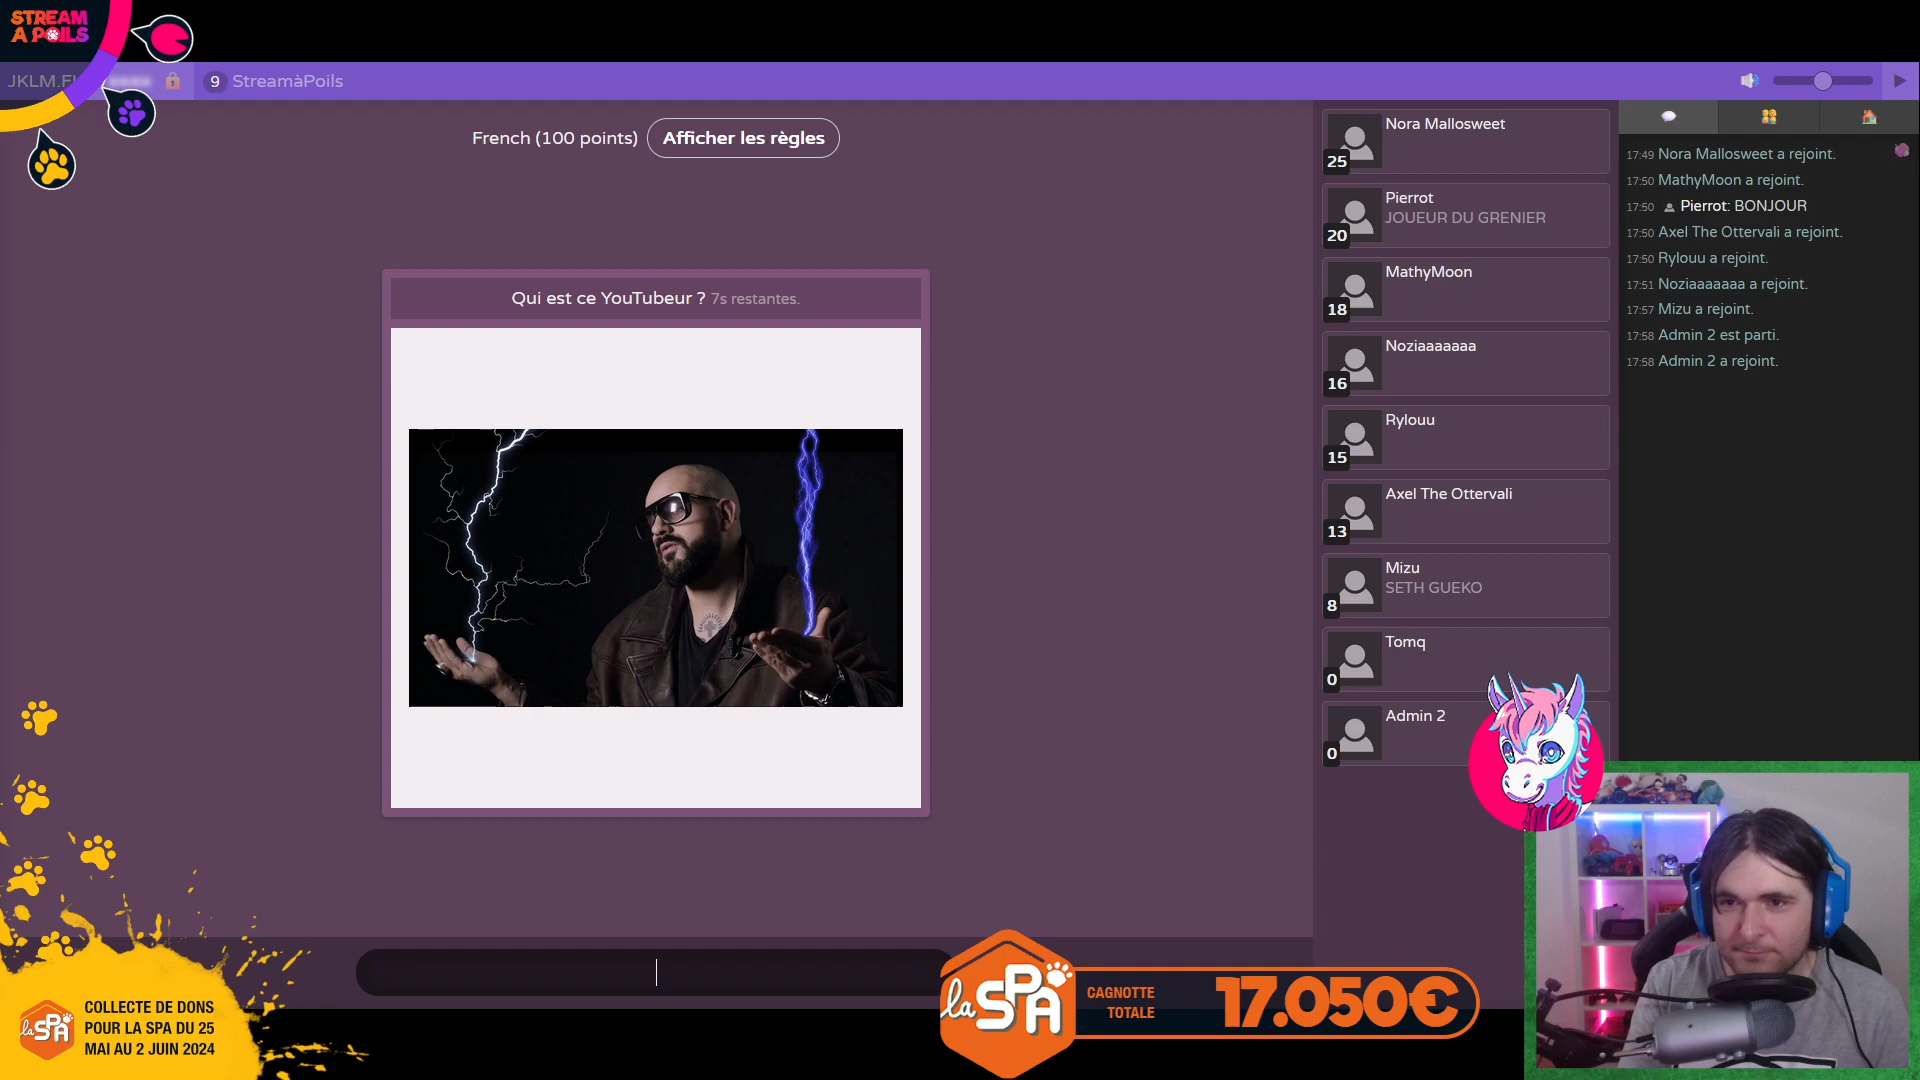 STREAM
A POILS
JKLM.F
9 StreamàPoils
French (100 points) Afficher les règles
Qui est ce YouTubeur ? 7s restantes.
Nora Mallosweet
25
Pierrot
JOUEUR DU GRENIER
20
MathyMoon
18
Noziaaaaaaa
16
Rylouu
15
Axel The Ottervali
13
Mizu
SETH GUEKO
8
Tomq
0
Admin 2
0
17:49 Nora Mallosweet a rejoint.
17:50 MathyMoon a rejoint.
17:50 Pierrot: BONJOUR
17:50 Axel The Ottervali a rejoint.
17:50 Rylouu a rejoint.
17:51 Noziaaaaaaa a rejoint.
17:57 Mizu a rejoint.
17:58 Admin 2 est parti.
17:58 Admin 2 a rejoint.
la SPA
COLLECTE DE DONS
POUR LA SPA DU 25
MAI AU 2 JUIN 2024
la SPA
CAGNOTTE
TOTALE
17.050€